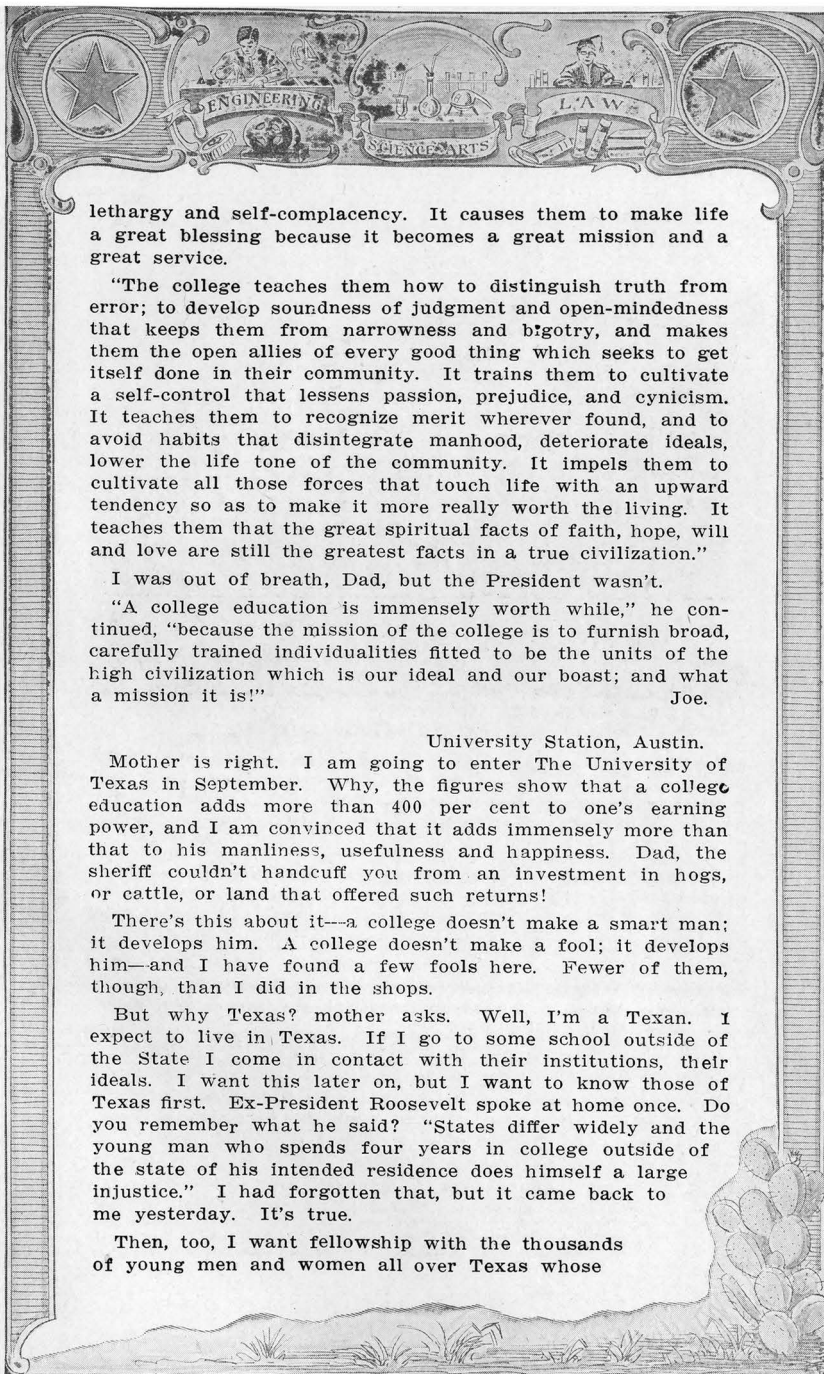 ENGINEERING
SCIENCE & ARTS
LAW
lethargy and self-complacency. It causes them to make life
a great blessing because it becomes a great mission and a
great service.
"The college teaches them how to distinguish truth from
error; to develop soundness of judgment and open-mindedness
that keeps them from narrowness and bigotry, and makes
them the open allies of every good thing which seeks to get
itself done in their community. It trains them to cultivate
a self-control that lessens passion, prejudice, and cynicism.
It teaches them to recognize merit wherever found, and to
avoid habits that disintegrate manhood, deteriorate ideals,
lower the life tone of the community. It impels them to
cultivate all those forces that touch life with an upward
tendency so as to make it more really worth the living. It
teaches them that the great spiritual facts of faith, hope, will
and love are still the greatest facts in a true civilization."
I was out of breath, Dad, but the President wasn't.
"A college education is immensely worth while," he con-
tinued, "because the mission of the college is to furnish broad,
carefully trained individualities fitted to be the units of the
high civilization which is our ideal and our boast; and what
a mission it is!" Joe.
University Station, Austin.
Mother is right. I am going to enter The University of
Texas in September. Why, the figures show that a college
education adds more than 400 per cent to one's earning
power, and I am convinced that it adds immensely more than
that to his manliness, usefulness and happiness. Dad, the
sheriff couldn't handcuff you from an investment in hogs,
or cattle, or land that offered such returns!
There's this about it—a college doesn't make a smart man;
it develops him. A college doesn't make a fool; it develops
him—and I have found a few fools here. Fewer of them,
though, than I did in the shops.
But why Texas? mother asks. Well, I'm a Texan. I
expect to live in Texas. If I go to some school outside of
the State I come in contact with their institutions, their
ideals. I want this later on, but I want to know those of
Texas first. Ex-President Roosevelt spoke at home once. Do
you remember what he said? "States differ widely and the
young man who spends four years in college outside of
the state of his intended residence does himself a large
injustice." I had forgotten that, but it came back to
me yesterday. It's true.
Then, too, I want fellowship with the thousands
of young men and women all over Texas whose